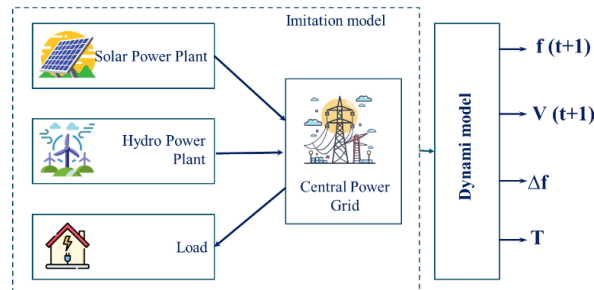 Imitation model
Solar Power Plant
Hydro Power
Plant
Load
Central Power
Grid
Dynami model
f (t+1)
V (t+1)
Δf
T